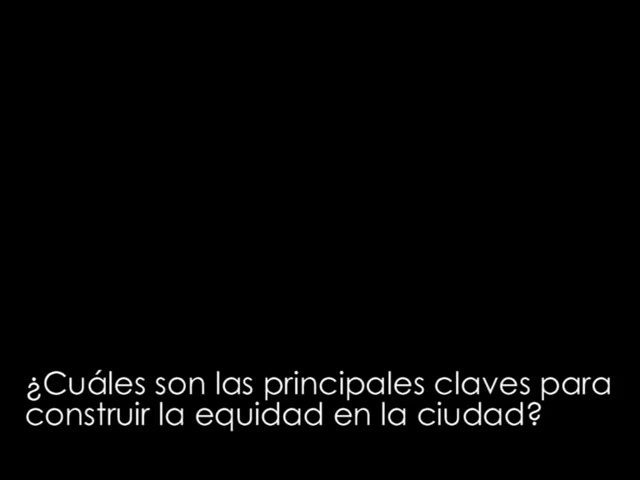 ¿Cuáles son las principales claves para
construir la equidad en la ciudad?